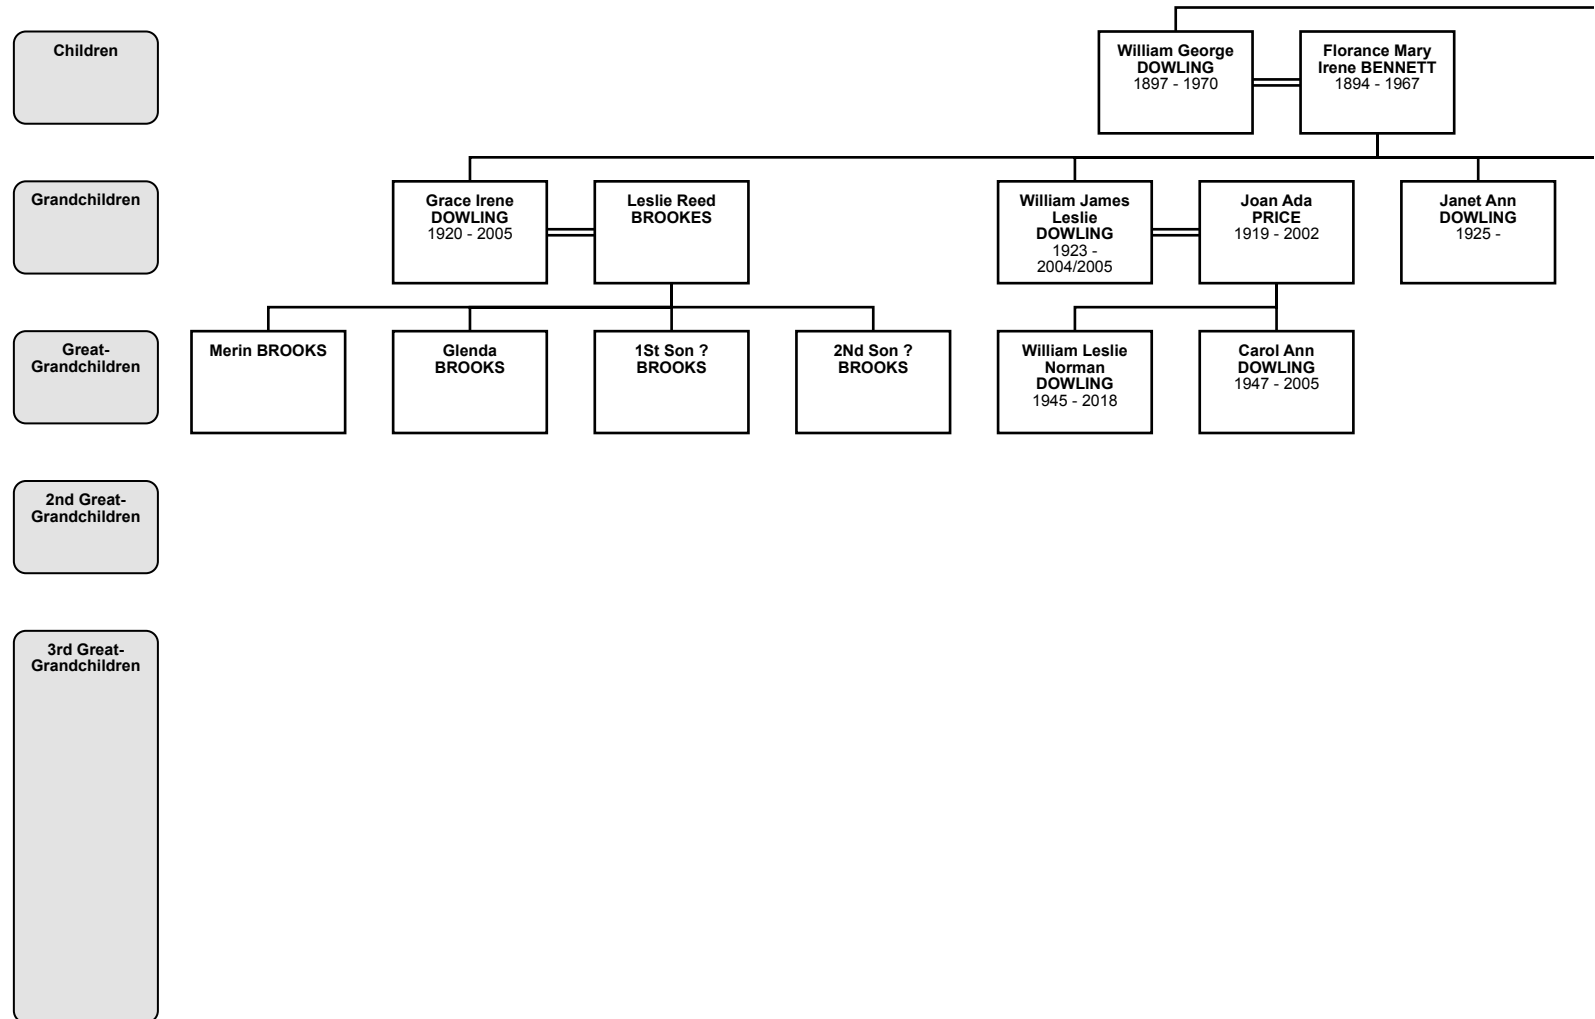 Children
William George
DOWLING
1897 - 1970
Florance Mary
Irene BENNETT
1894 - 1967
Grandchildren
Grace Irene
DOWLING
1920 - 2005
Leslie Reed
BROOKES
William James
Leslie
DOWLING
1923 -
2004/2005
Joan Ada
PRICE
1919 - 2002
Janet Ann
DOWLING
1925 -
Great-
Grandchildren
Merin BROOKS
Glenda
BROOKS
1St Son ?
BROOKS
2Nd Son ?
BROOKS
William Leslie
Norman
DOWLING
1945 - 2018
Carol Ann
DOWLING
1947 - 2005
2nd Great-
Grandchildren
3rd Great-
Grandchildren